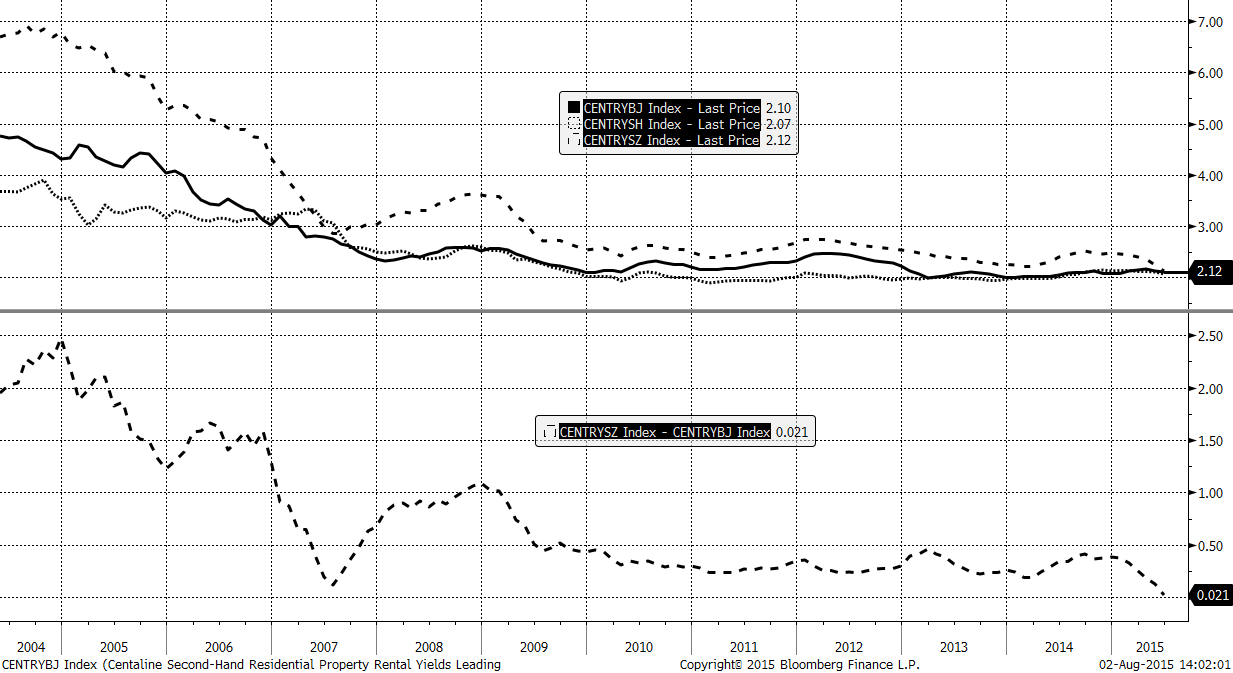 7.00
6.00
5.00
CENTRYBJ Index - Last Price 2.10
CENTRYSH Index - Last Price 2.07
CENTRYSZ Index - Last Price 2.12
4.00
3.00
2.12
2.50
2.00
1.50
CENTRYSZ Index - CENTRYBJ Index 0.021
1.00
0.50
0.021
2004 2005 2006 2007 2008 2009 2010 2011 2012 2013 2014 2015
CENTRYBJ Index (Centaline Second-Hand Residential Property Rental Yields Leading Copyright© 2015 Bloomberg Finance L.P. 02-Aug-2015 14:02:01